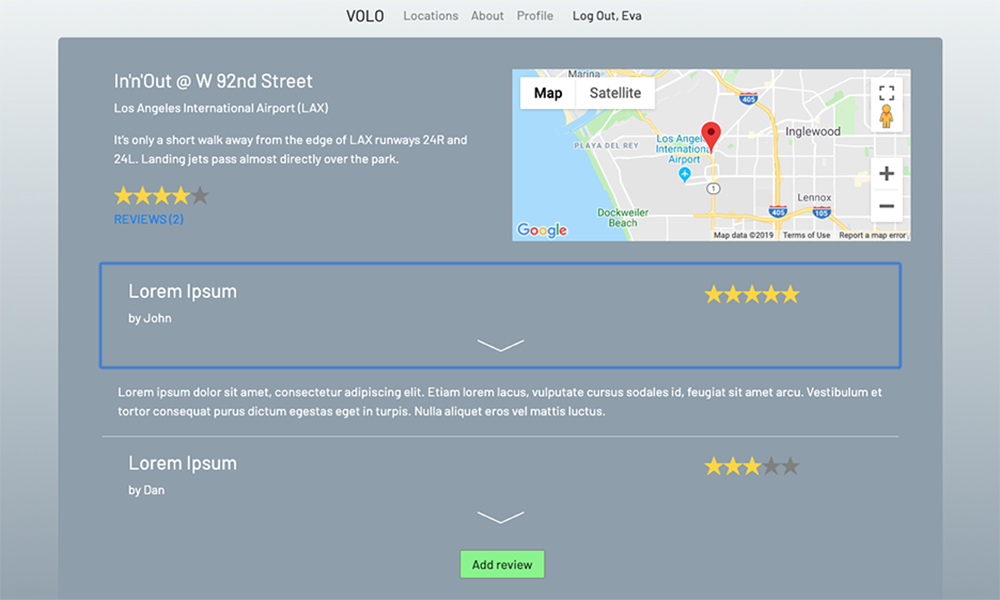 VOLO Locations About Profile Log Out, Eva
In'n'Out @ W 92nd Street
Los Angeles International Airport (LAX)
It's only a short walk away from the edge of LAX runways 24R and
24L. Landing jets pass almost directly over the park.
REVIEWS (2)
Marina
Map Satellite
405
Inglewood
PLAYA DEL REY
Los Angel
International
Airport
1
Lennox
405
105
Dockweiler
Beach
Google
Map data ©2019 Terms of Use Report a map error
Lorem Ipsum
by John
Lorem ipsum dolor sit amet, consectetur adipiscing elit. Etiam lorem lacus, vulputate cursus sodales id, feugiat sit amet arcu. Vestibulum et
tortor consequat purus dictum egestas eget in turpis. Nulla aliquet eros vel mattis luctus.
Lorem Ipsum
by Dan
Add review